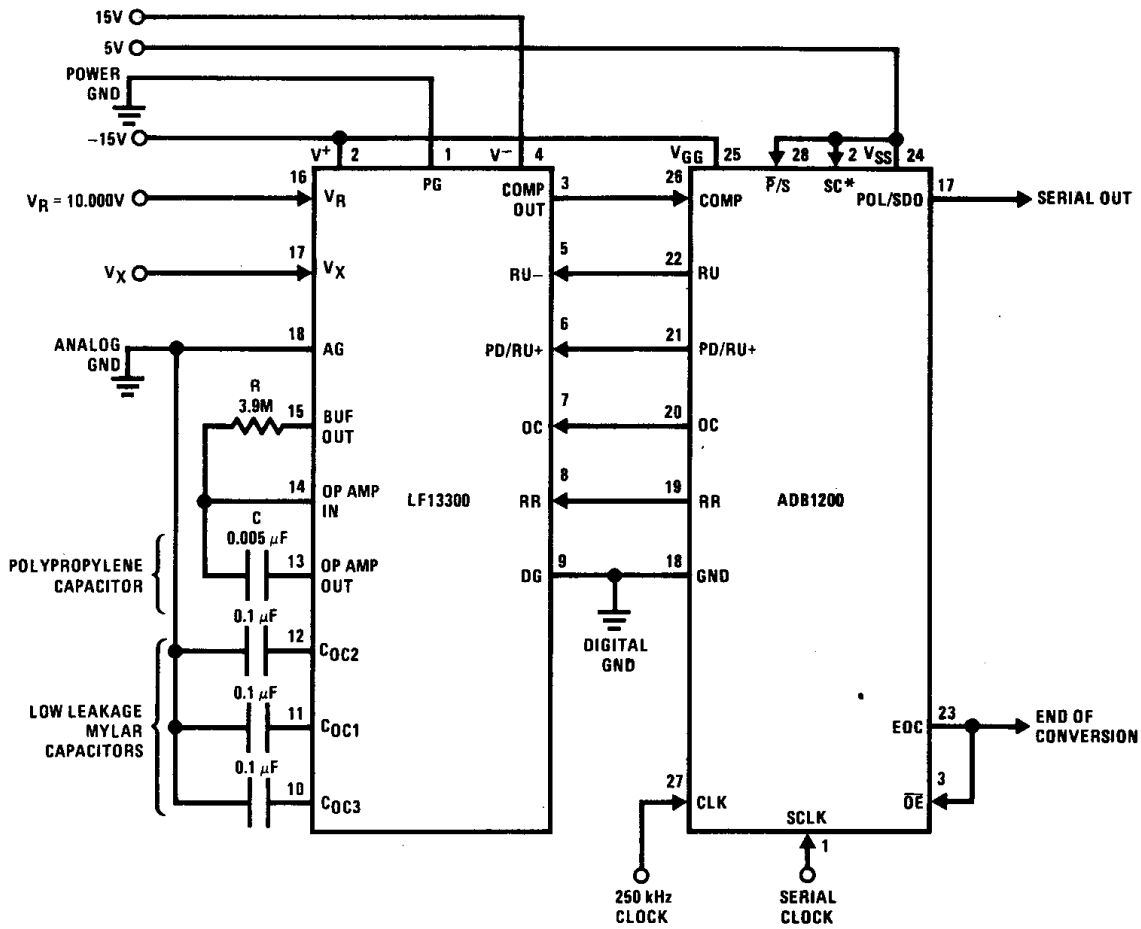 15V
5V
POWER
GND
-15V
V+
2
1
V-
4
VGG
25
28
2
VSS
24
PG
P̅/S
SC*
VR = 10.000V
16
VR
COMP
OUT
3
26
COMP
POL/SDO
17
SERIAL OUT
VX
17
VX
RU-
5
22
RU
ANALOG
GND
18
AG
PD/RU+
6
21
PD/RU+
R
3.9M
15
BUF
OUT
OC
7
20
OC
14
OP AMP
IN
LF13300
RR
8
19
RR
ADB1200
POLYPROPYLENE
CAPACITOR
C
0.005 μF
13
OP AMP
OUT
DG
9
18
GND
DIGITAL
GND
0.1 μF
12
COC2
LOW LEAKAGE
MYLAR
CAPACITORS
0.1 μF
11
COC1
EOC
23
END OF
CONVERSION
0.1 μF
10
COC3
27
CLK
O̅E̅
3
SCLK
1
250 kHz
CLOCK
SERIAL
CLOCK